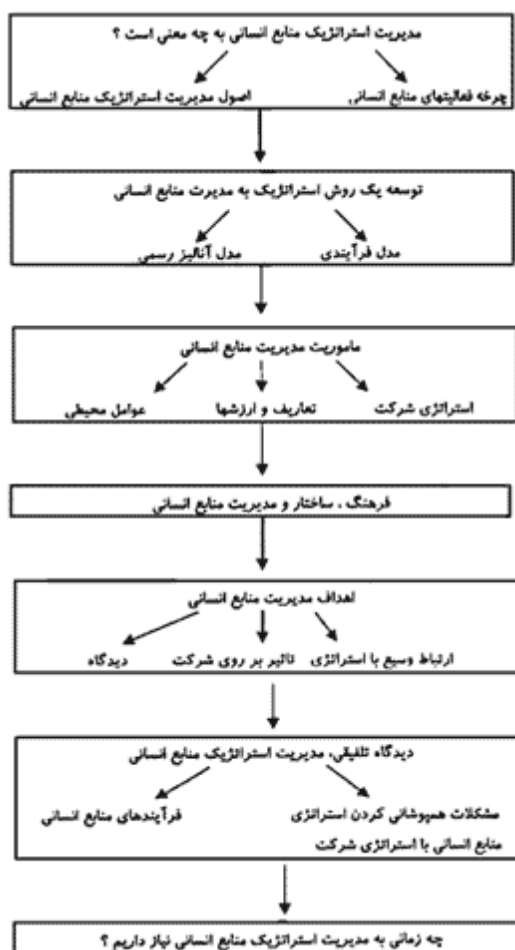 مدیریت استراتژیک منابع انسانی به چه معنی است ؟
چرخه فعالیتهای منابع انسانی
اصول مدیریت استراتژیک منابع انسانی
توسعه یک روش استراتژیک به مدیرت منابع انسانی
مدل فرآیندی
مدل آنالیز رسمی
ماموریت مدیریت منابع انسانی
استراتژی شرکت
تعاریف و ارزشها
عوامل محیطی
فرهنگ ، ساختار و مدیریت منابع انسانی
اهداف مدیریت منابع انسانی
ارتباط وسیع با استراتژی
تاثیر بر روی شرکت
دیدگاه
دیدگاه تلفیقی، مدیریت استراتژیک منابع انسانی
مشکلات همپوشانی کردن استراتژی
منابع انسانی با استراتژی شرکت
فرآیندهای منابع انسانی
چه زمانی به مدیریت استراتژیک منابع انسانی نیاز داریم ؟